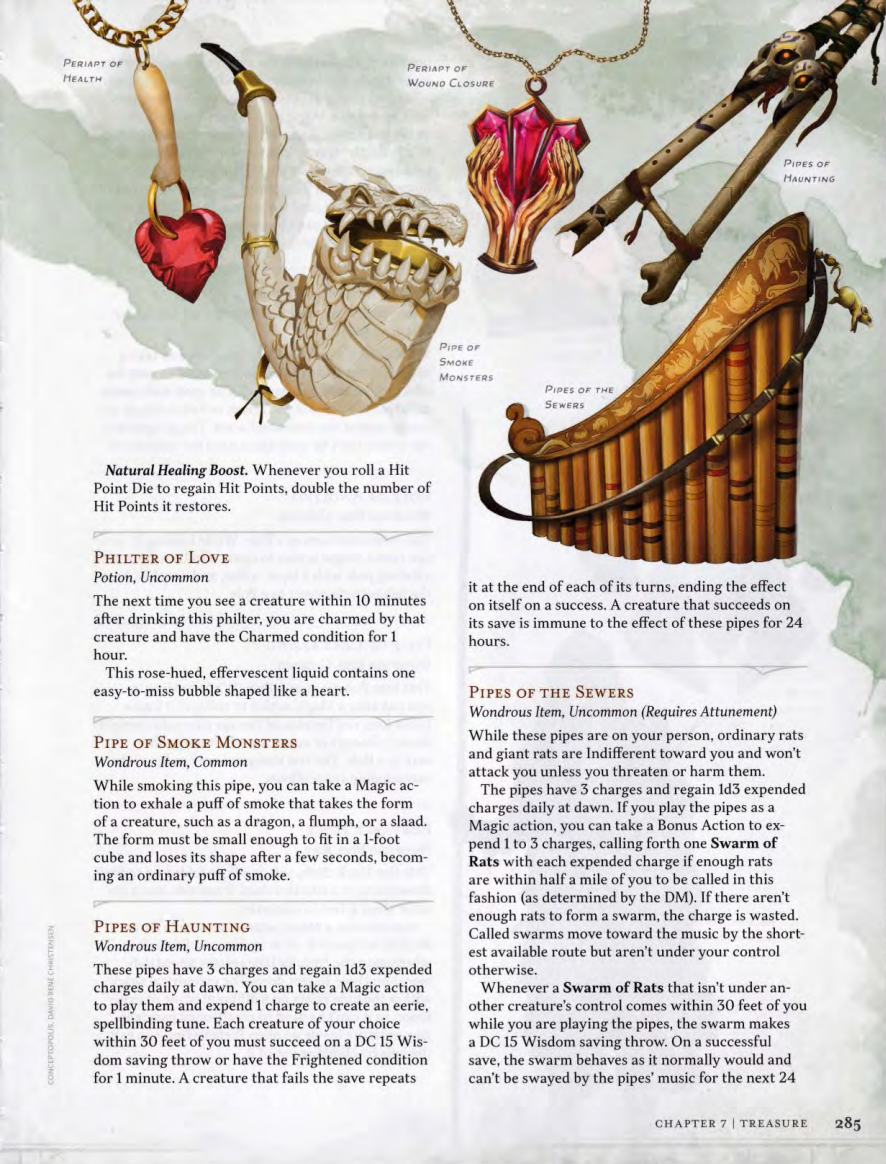 PERIAPT OF
HEALTH
PERIAPT OF
WOUND CLOSURE
PIPES OF
HAUNTING
PIPE OF
SMOKE
MONSTERS
PIPES OF THE
SEWERS
Natural Healing Boost. Whenever you roll a Hit
Point Die to regain Hit Points, double the number of
Hit Points it restores.
PHILTER OF LOVE
Potion, Uncommon
The next time you see a creature within 10 minutes
after drinking this philter, you are charmed by that
creature and have the Charmed condition for 1
hour.
This rose-hued, effervescent liquid contains one
easy-to-miss bubble shaped like a heart.
PIPE OF SMOKE MONSTERS
Wondrous Item, Common
While smoking this pipe, you can take a Magic ac-
tion to exhale a puff of smoke that takes the form
of a creature, such as a dragon, a flumph, or a slaad.
The form must be small enough to fit in a 1-foot
cube and loses its shape after a few seconds, becom-
ing an ordinary puff of smoke.
PIPES OF HAUNTING
Wondrous Item, Uncommon
These pipes have 3 charges and regain 1d3 expended
charges daily at dawn. You can take a Magic action
to play them and expend 1 charge to create an eerie,
spellbinding tune. Each creature of your choice
within 30 feet of you must succeed on a DC 15 Wis-
dom saving throw or have the Frightened condition
for 1 minute. A creature that fails the save repeats
it at the end of each of its turns, ending the effect
on itself on a success. A creature that succeeds on
its save is immune to the effect of these pipes for 24
hours.
PIPES OF THE SEWERS
Wondrous Item, Uncommon (Requires Attunement)
While these pipes are on your person, ordinary rats
and giant rats are Indifferent toward you and won't
attack you unless you threaten or harm them.
The pipes have 3 charges and regain 1d3 expended
charges daily at dawn. If you play the pipes as a
Magic action, you can take a Bonus Action to ex-
pend 1 to 3 charges, calling forth one Swarm of
Rats with each expended charge if enough rats
are within half a mile of you to be called in this
fashion (as determined by the DM). If there aren't
enough rats to form a swarm, the charge is wasted.
Called swarms move toward the music by the short-
est available route but aren't under your control
otherwise.
Whenever a Swarm of Rats that isn't under an-
other creature's control comes within 30 feet of you
while you are playing the pipes, the swarm makes
a DC 15 Wisdom saving throw. On a successful
save, the swarm behaves as it normally would and
can't be swayed by the pipes' music for the next 24
CONCEPTOPOLIS, DAVID RENÉ CHRISTENSEN
CHAPTER 7 | TREASURE 285